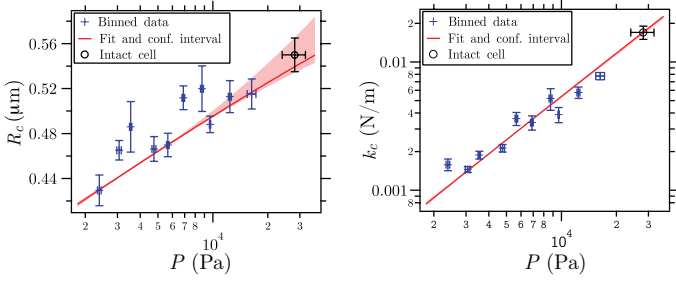 Binned data
Fit and conf. interval
Intact cell
0.56
0.52
0.48
0.44
R_c (μm)
2 3 4 5 6 7 8 10^4 2 3
P (Pa)
Binned data
Fit and conf. interval
Intact cell
0.01
8
6
4
2
0.001
k_c (N/m)
2 3 4 5 6 7 8 10^4 2 3
P (Pa)